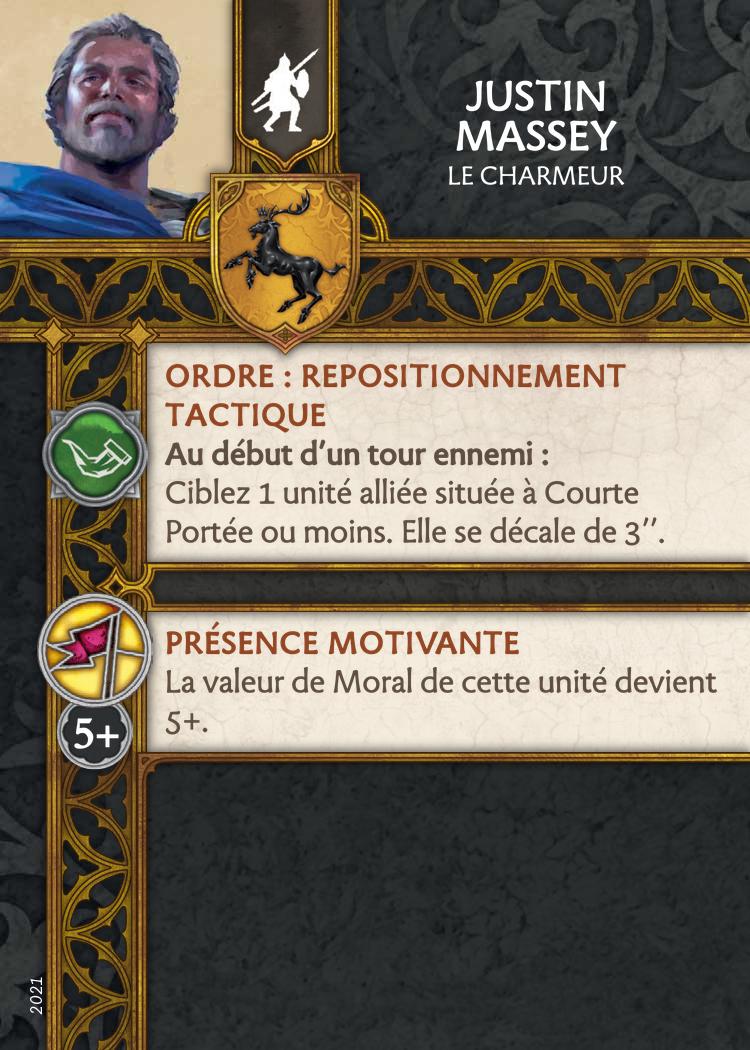 JUSTIN
MASSEY
LE CHARMEUR
ORDRE : REPOSITIONNEMENT
TACTIQUE
Au début d’un tour ennemi :
Ciblez 1 unité alliée située à Courte
Portée ou moins. Elle se décale de 3’’.
PRÉSENCE MOTIVANTE
La valeur de Moral de cette unité devient
5+.
5+
2021